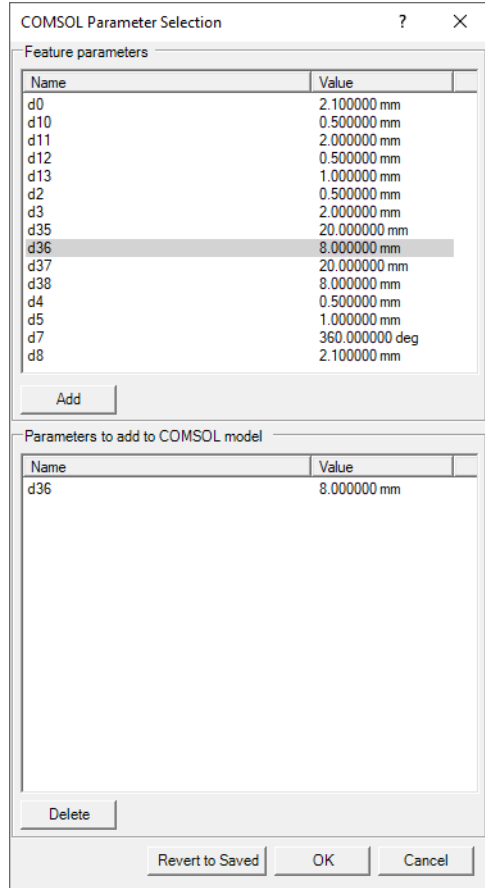 COMSOL Parameter Selection ? ×
Feature parameters
Name Value
d0 2.100000 mm
d10 0.500000 mm
d11 2.000000 mm
d12 0.500000 mm
d13 1.000000 mm
d2 0.500000 mm
d3 2.000000 mm
d35 20.000000 mm
d36 8.000000 mm
d37 20.000000 mm
d38 8.000000 mm
d4 0.500000 mm
d5 1.000000 mm
d7 360.000000 deg
d8 2.100000 mm
Add
Parameters to add to COMSOL model
Name Value
d36 8.000000 mm
Delete
Revert to Saved OK Cancel